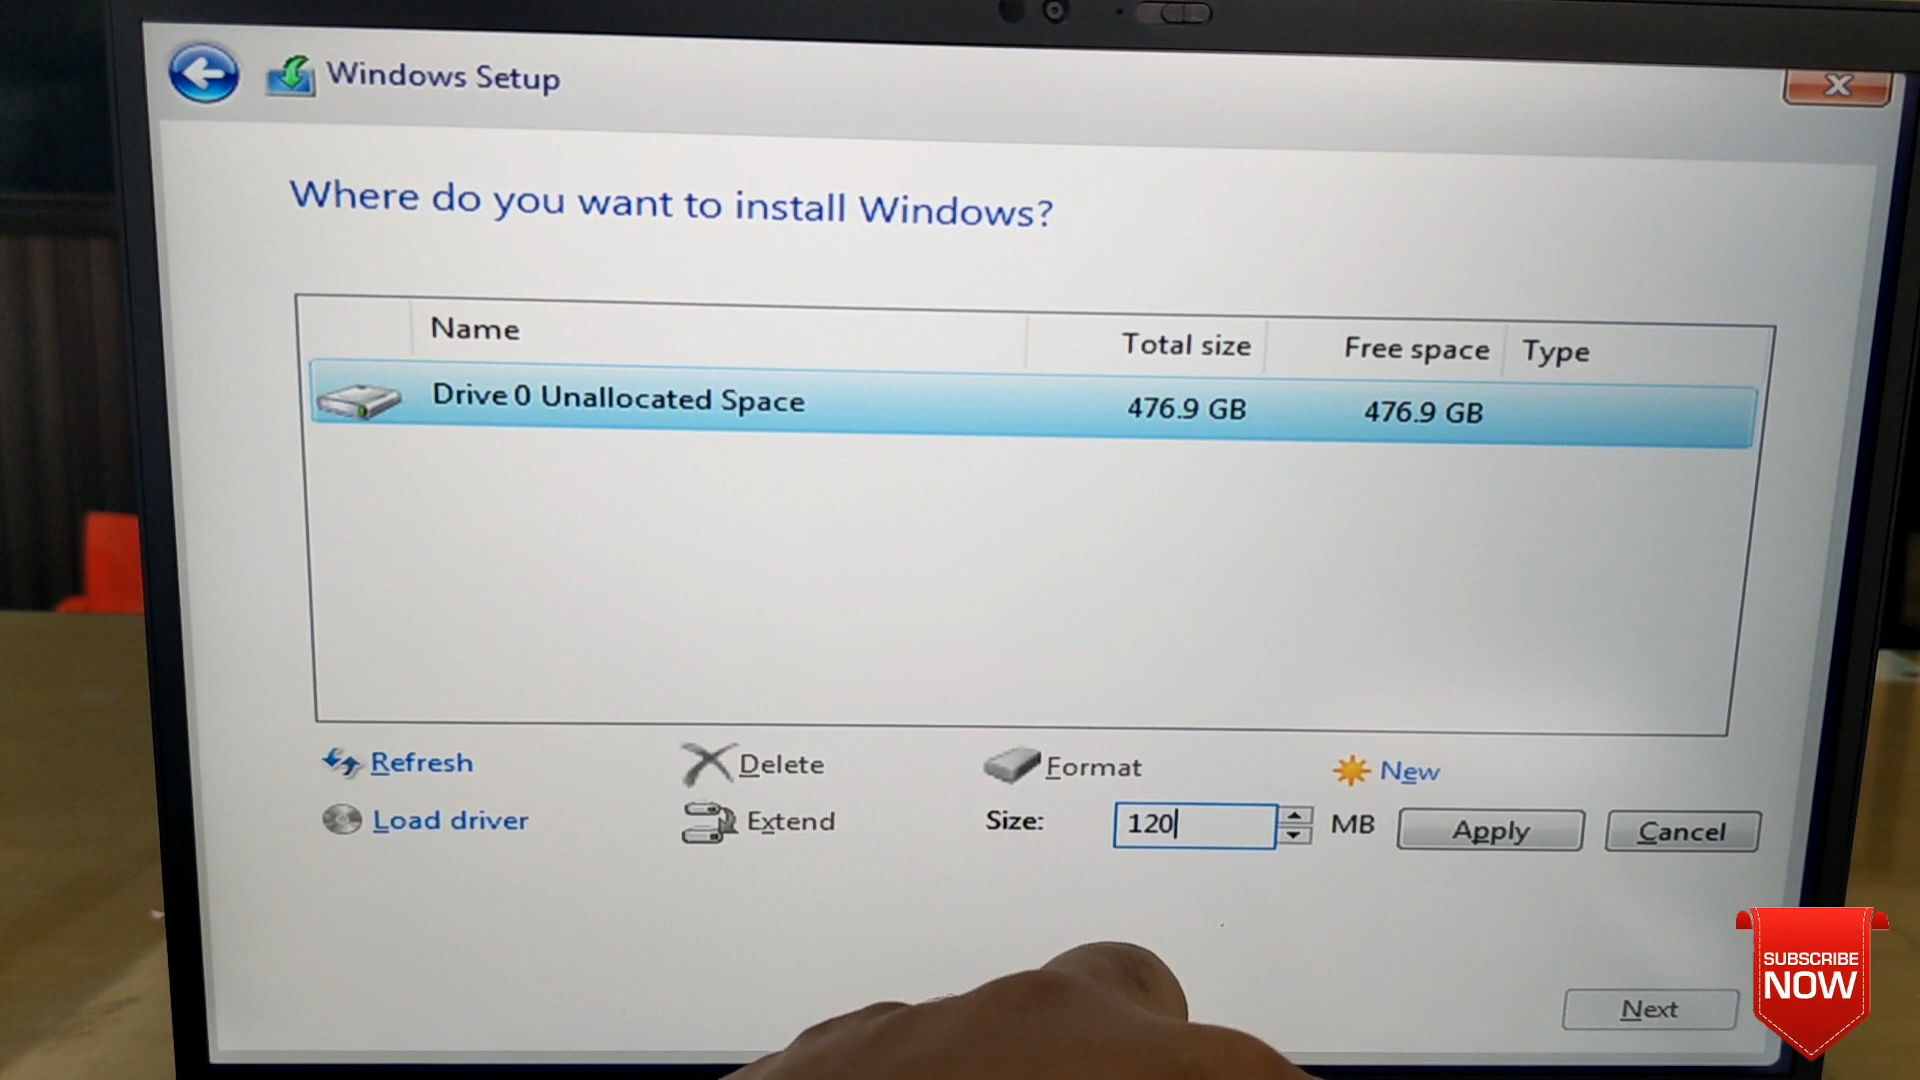 Windows Setup
x
Where do you want to install Windows?
Name Total size Free space Type
Drive 0 Unallocated Space 476.9 GB 476.9 GB
Refresh Delete Format New
Load driver Extend Size: 120 MB Apply Cancel
SUBSCRIBE
NOW
Next